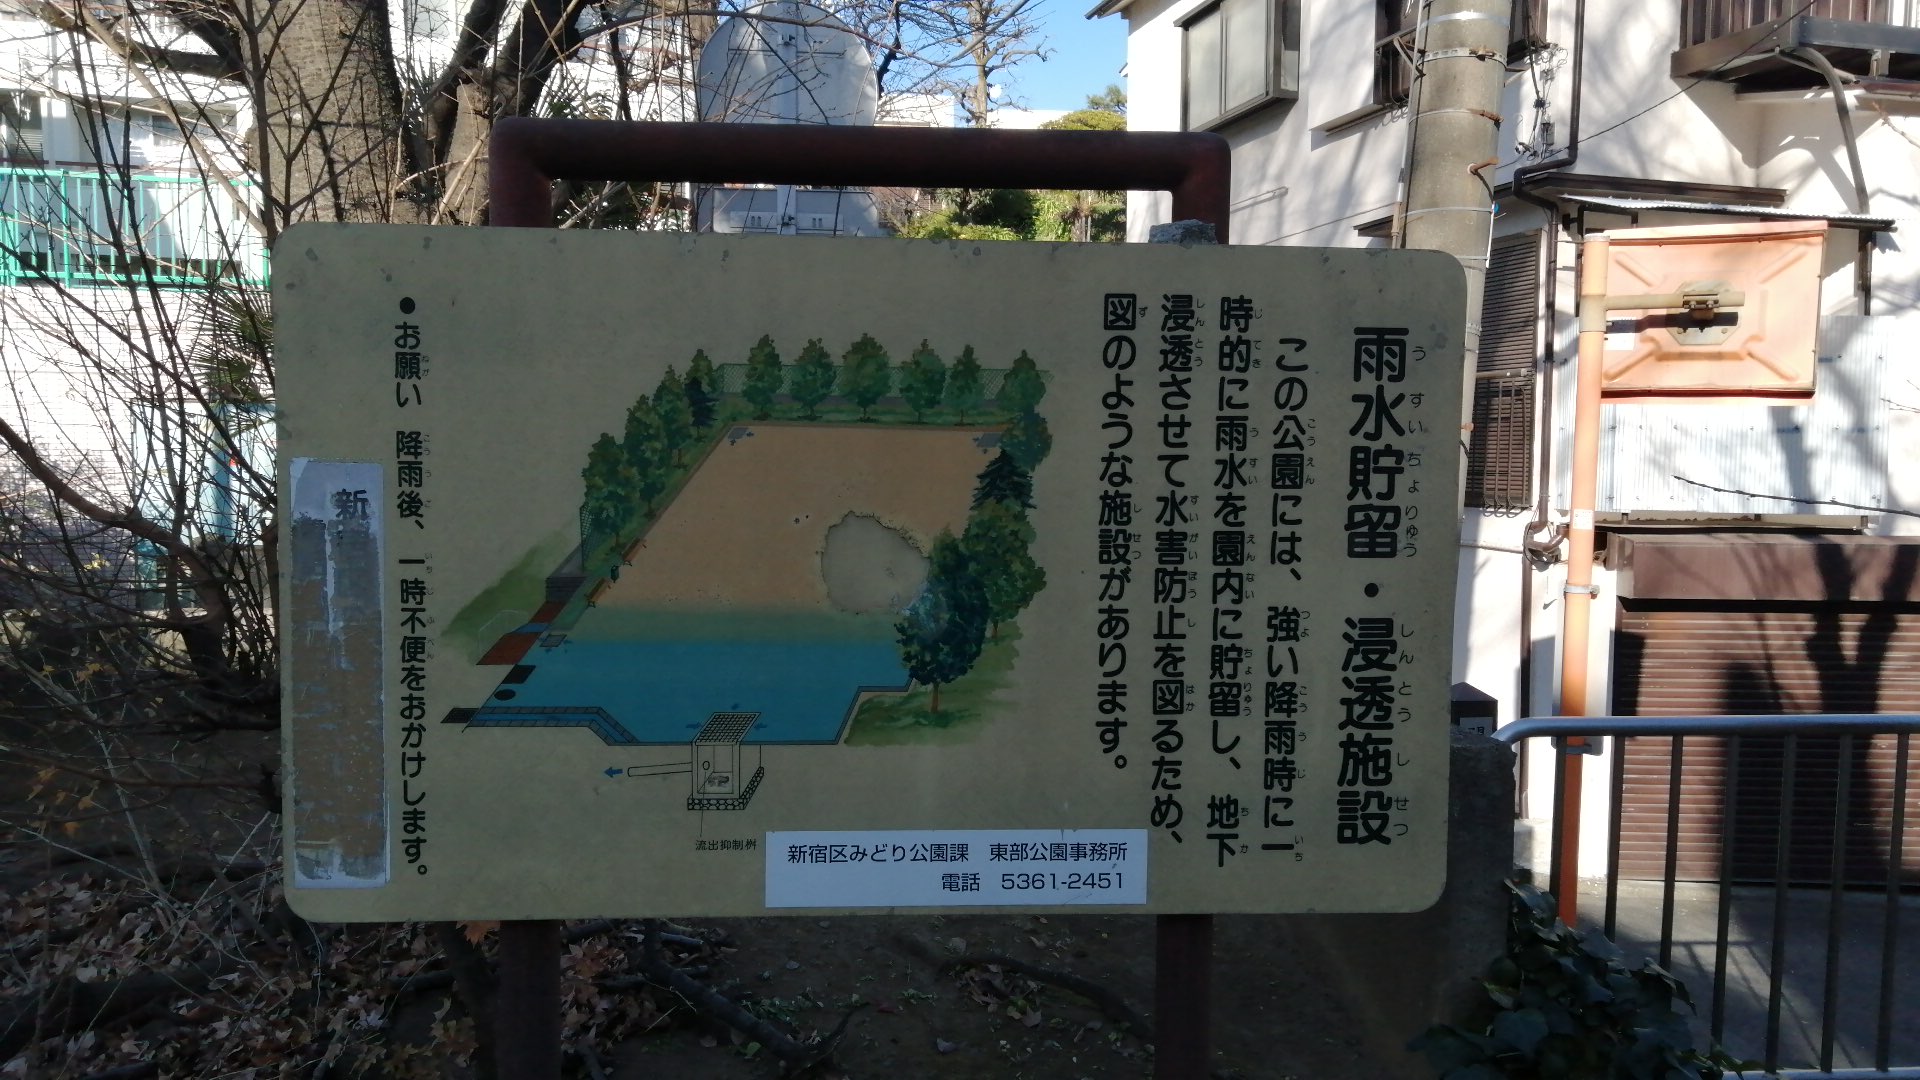 雨水貯留・浸透施設
この公園には、強い降雨時に一
時的に雨水を園内に貯留し、地下
浸透させて水害防止を図るため、
図のような施設があります。
●お願い　降雨後、一時不便をおかけします。
新
流出抑制桝
新宿区みどり公園課　東部公園事務所
電話　5361-2451